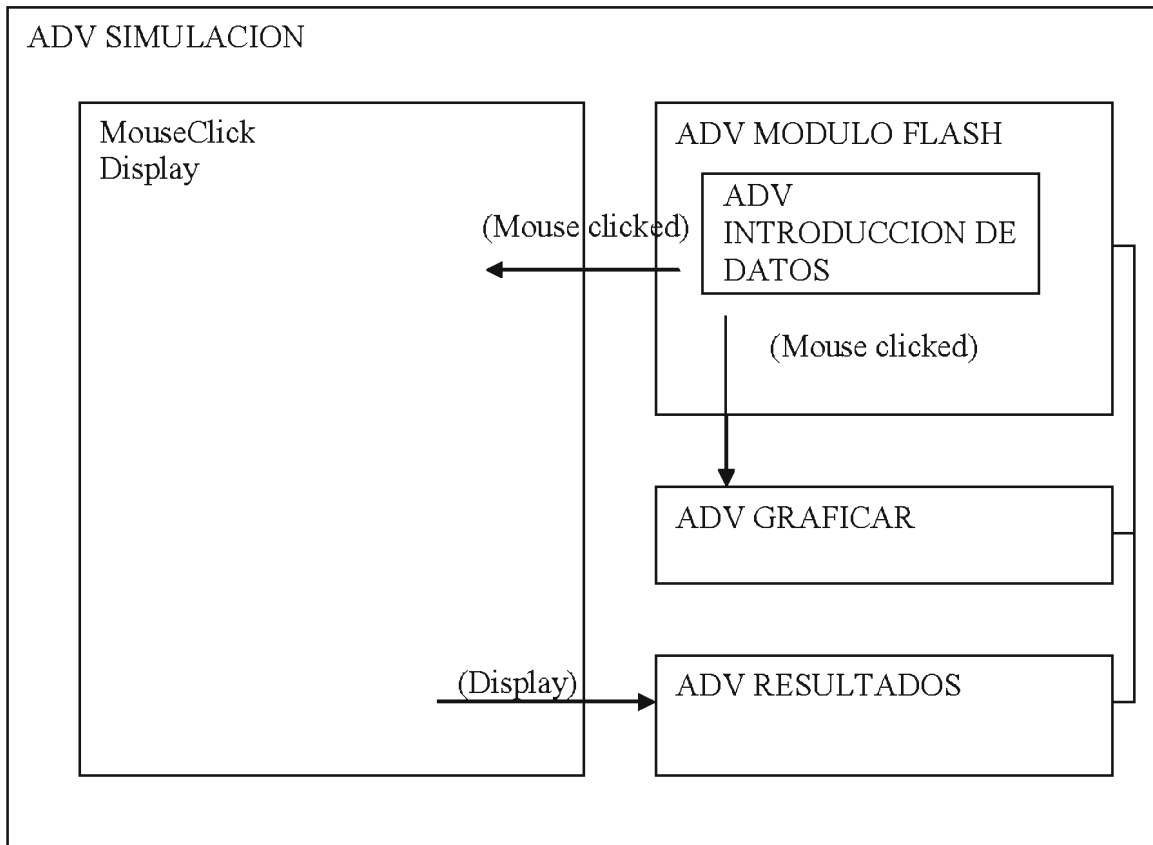 ADV SIMULACION
MouseClick
Display
ADV MODULO FLASH
ADV
INTRODUCCION DE
DATOS
(Mouse clicked)
(Mouse clicked)
ADV GRAFICAR
(Display)
ADV RESULTADOS